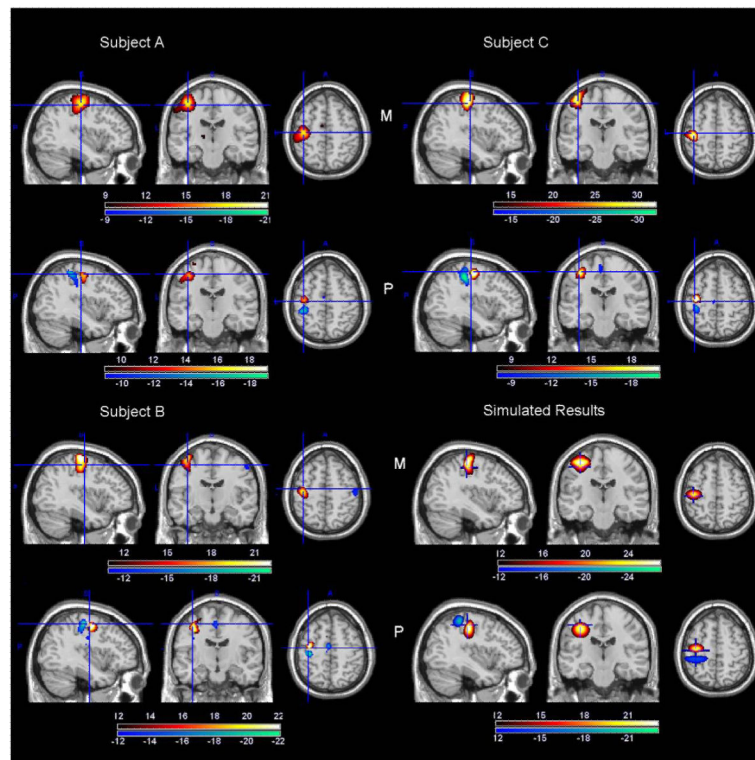 Subject A
Subject C
M
9 12 15 18 21
-9 -12 -15 -18 -21
15 20 25 30
-15 -20 -25 -30
P
10 12 14 16 18
-10 -12 -14 -16 -18
9 12 15 18
-9 -12 -15 -18
Subject B
Simulated Results
M
12 15 18 21
-12 -15 -18 -21
12 16 20 24
-12 -16 -20 -24
P
12 14 16 18 20 22
-12 -14 -16 -18 -20 -22
12 15 18 21
-12 -15 -18 -21